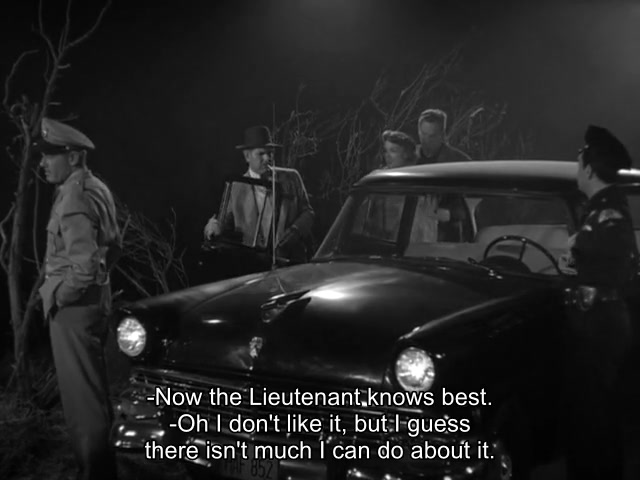 -Now the Lieutenant knows best.
-Oh I don't like it, but I guess
there isn't much I can do about it.